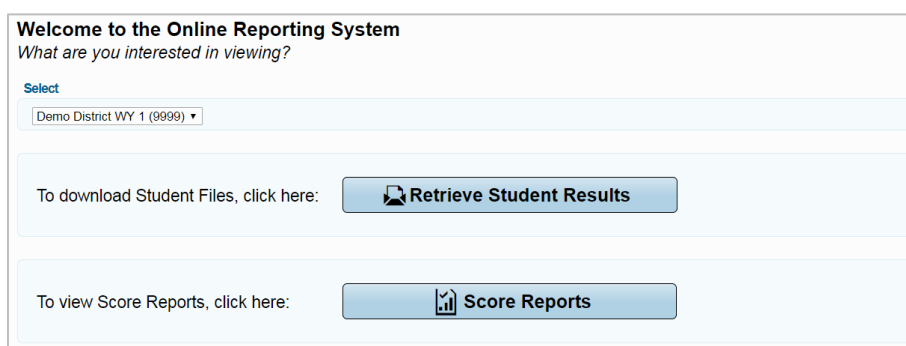 Welcome to the Online Reporting System
What are you interested in viewing?
Select
Demo District WY 1 (9999)
To download Student Files, click here: Retrieve Student Results
To view Score Reports, click here: Score Reports